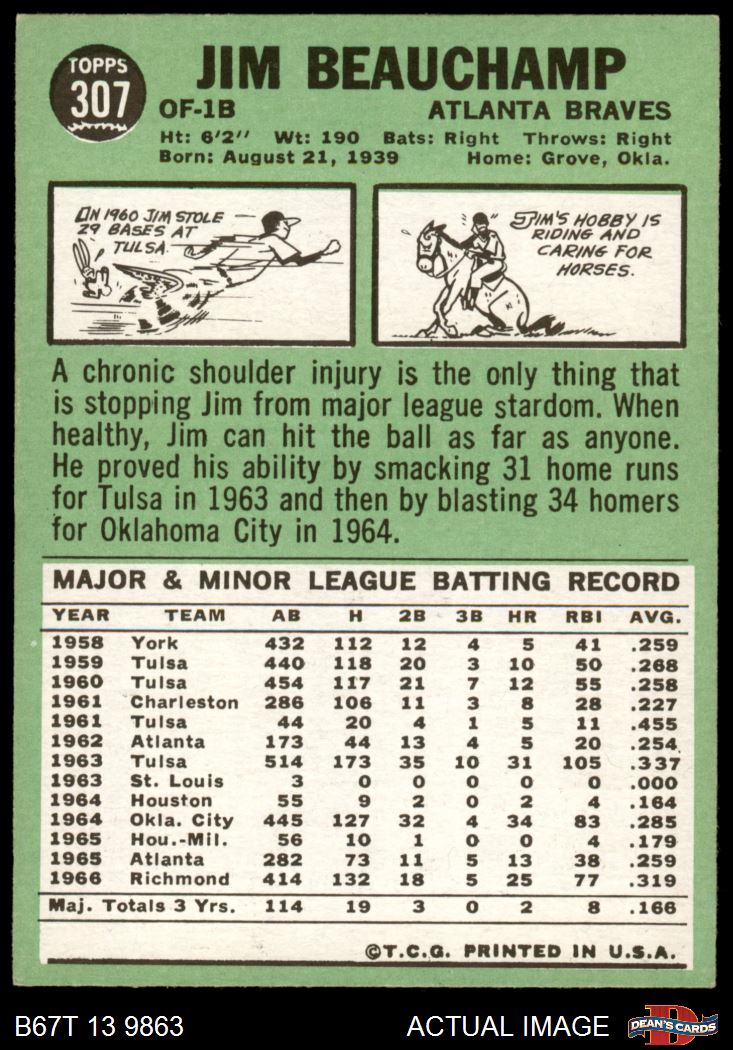 TOPPS
307
JIM BEAUCHAMP
OF-1B ATLANTA BRAVES
Ht: 6'2" Wt: 190 Bats: Right Throws: Right
Born: August 21, 1939 Home: Grove, Okla.
IN 1960 JIM STOLE
29 BASES AT
TULSA.
JIM'S HOBBY IS
RIDING AND
CARING FOR
HORSES.
A chronic shoulder injury is the only thing that
is stopping Jim from major league stardom. When
healthy, Jim can hit the ball as far as anyone.
He proved his ability by smacking 31 home runs
for Tulsa in 1963 and then by blasting 34 homers
for Oklahoma City in 1964.
MAJOR & MINOR LEAGUE BATTING RECORD
YEAR TEAM AB H 2B 3B HR RBI AVG.
1958 York 432 112 12 4 5 41 .259
1959 Tulsa 440 118 20 3 10 50 .268
1960 Tulsa 454 117 21 7 12 55 .258
1961 Charleston 286 106 11 3 8 28 .227
1961 Tulsa 44 20 4 1 5 11 .455
1962 Atlanta 173 44 13 4 5 20 .254
1963 Tulsa 514 173 35 10 31 105 .337
1963 St. Louis 3 0 0 0 0 0 .000
1964 Houston 55 9 2 0 2 4 .164
1964 Okla. City 445 127 32 4 34 83 .285
1965 Hou.-Mil. 56 10 1 0 0 4 .179
1965 Atlanta 282 73 11 5 13 38 .259
1966 Richmond 414 132 18 5 25 77 .319
Maj. Totals 3 Yrs. 114 19 3 0 2 8 .166
©T.C.G. PRINTED IN U.S.A.
B67T 13 9863 ACTUAL IMAGE
DEAN'S CARDS